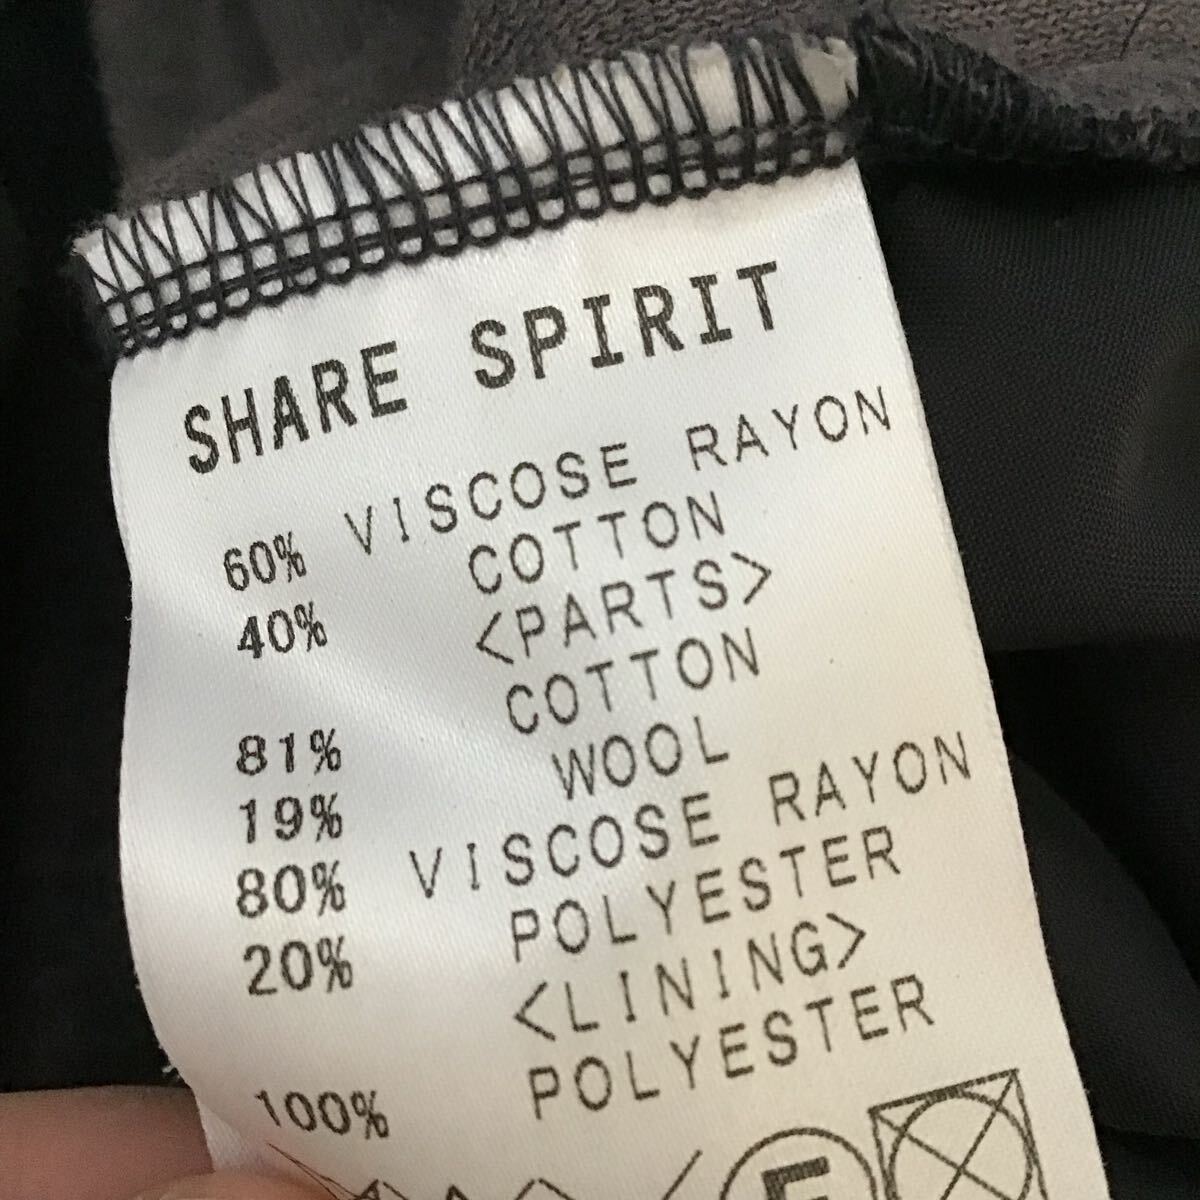 SHARE SPIRIT
60% VISCOSE RAYON
40% COTTON
<PARTS>
81% COTTON
19% WOOL
80% VISCOSE RAYON
20% POLYESTER
<LINING>
100% POLYESTER